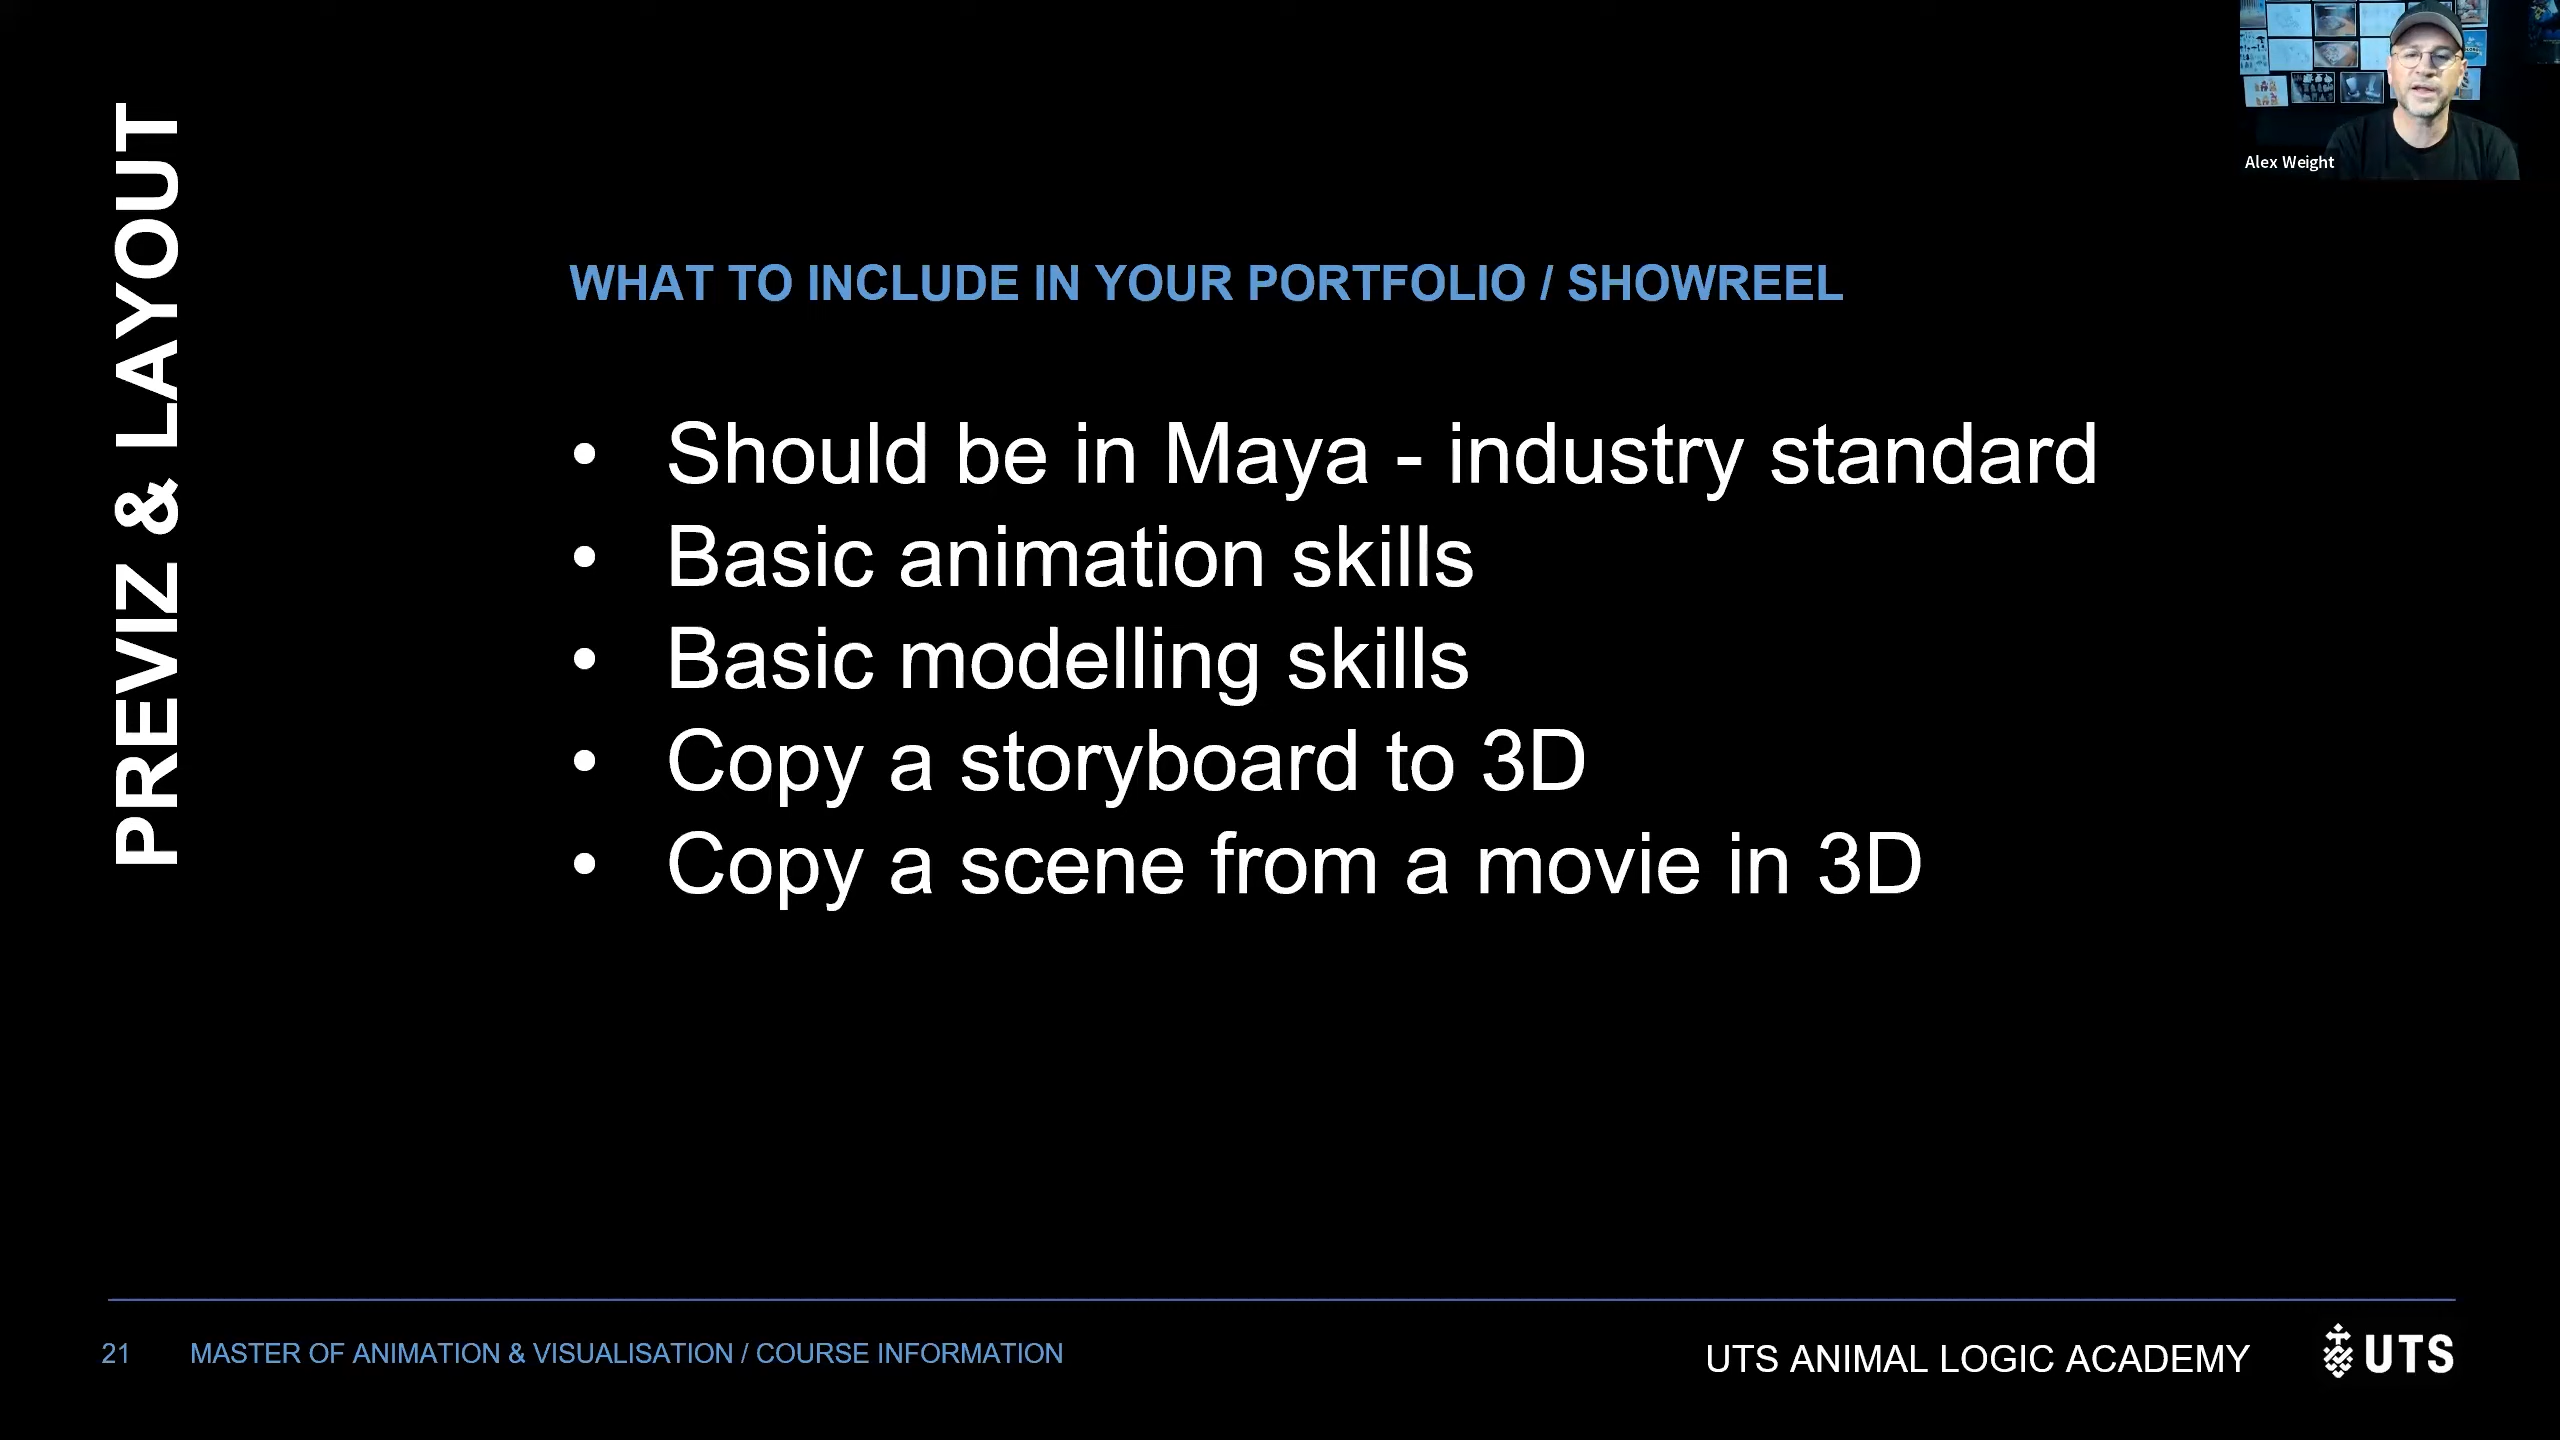 Alex Weight
PREVIZ & LAYOUT
WHAT TO INCLUDE IN YOUR PORTFOLIO / SHOWREEL
• Should be in Maya - industry standard
• Basic animation skills
• Basic modelling skills
• Copy a storyboard to 3D
• Copy a scene from a movie in 3D
21 MASTER OF ANIMATION & VISUALISATION / COURSE INFORMATION
UTS ANIMAL LOGIC ACADEMY
UTS